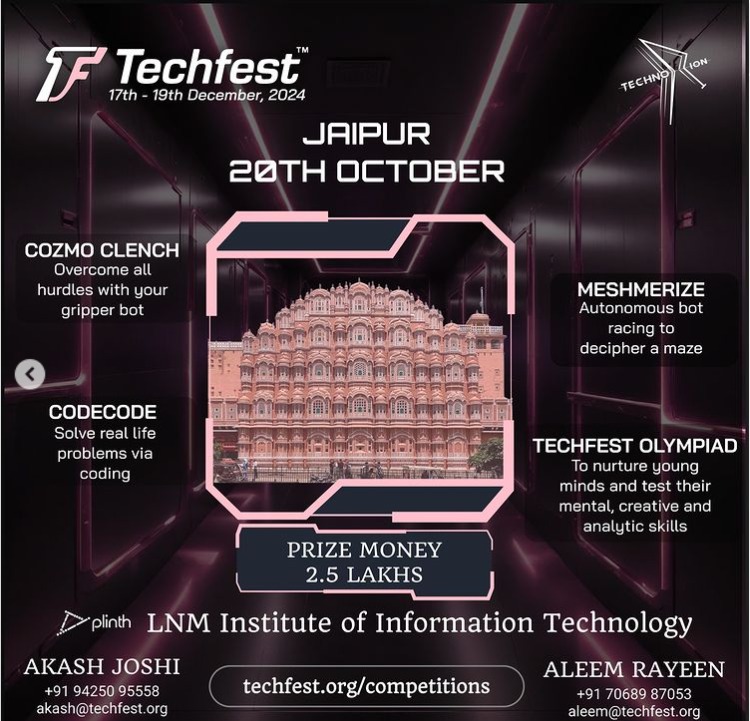 Techfest™
17th - 19th December, 2024
TECHNORION
JAIPUR
20TH OCTOBER
COZMO CLENCH
Overcome all
hurdles with your
gripper bot
MESHMERIZE
Autonomous bot
racing to
decipher a maze
CODECODE
Solve real life
problems via
coding
TECHFEST OLYMPIAD
To nurture young
minds and test their
mental, creative and
analytic skills
PRIZE MONEY
2.5 LAKHS
plinth LNM Institute of Information Technology
AKASH JOSHI
+91 94250 95558
akash@techfest.org
techfest.org/competitions
ALEEM RAYEEN
+91 70689 87053
aleem@techfest.org